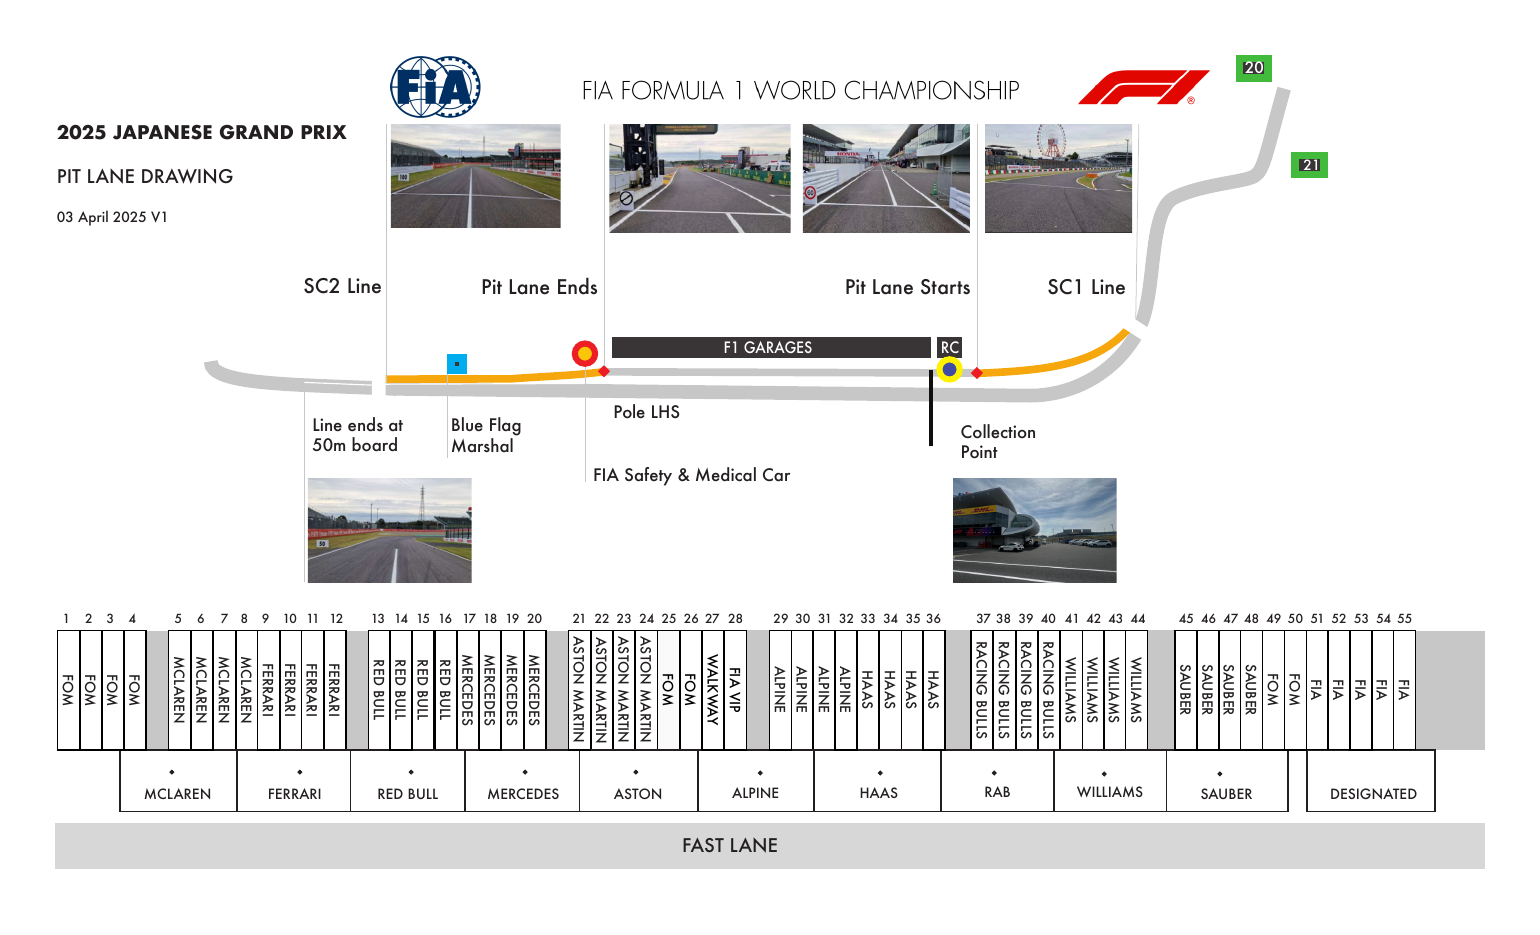 FiA
FIA FORMULA 1 WORLD CHAMPIONSHIP
F1
®
20
2025 JAPANESE GRAND PRIX
PIT LANE DRAWING
03 April 2025 V1
21
100
HONDA
60
SC2 Line
Pit Lane Ends
Pit Lane Starts
SC1 Line
F1 GARAGES
RC
Pole LHS
Line ends at
50m board
Blue Flag
Marshal
Collection
Point
FIA Safety & Medical Car
50
DHL
1 2 3 4 5 6 7 8 9 10 11 12 13 14 15 16 17 18 19 20 21 22 23 24 25 26 27 28 29 30 31 32 33 34 35 36 37 38 39 40 41 42 43 44 45 46 47 48 49 50 51 52 53 54 55
FOM FOM FOM FOM MCLAREN MCLAREN MCLAREN MCLAREN FERRARI FERRARI FERRARI FERRARI RED BULL RED BULL RED BULL RED BULL MERCEDES MERCEDES MERCEDES MERCEDES ASTON MARTIN ASTON MARTIN ASTON MARTIN ASTON MARTIN FOM FOM WALKWAY FIA VIP ALPINE ALPINE ALPINE ALPINE HAAS HAAS HAAS HAAS RACING BULLS RACING BULLS RACING BULLS RACING BULLS WILLIAMS WILLIAMS WILLIAMS WILLIAMS SAUBER SAUBER SAUBER SAUBER FOM FOM FIA FIA FIA FIA FIA
MCLAREN FERRARI RED BULL MERCEDES ASTON ALPINE HAAS RAB WILLIAMS SAUBER DESIGNATED
FAST LANE